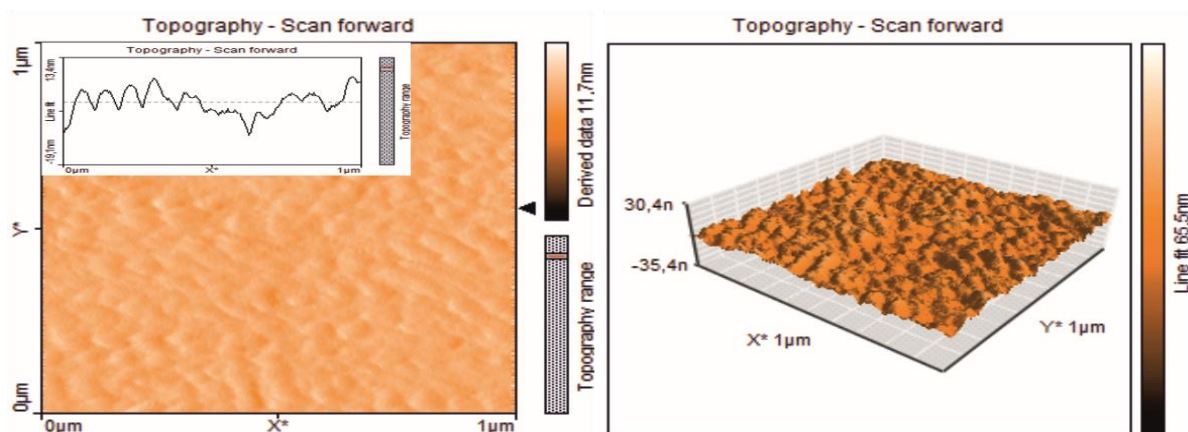 Topography - Scan forward
1µm
Y*
0µm
0µm
X*
1µm
Topography - Scan forward
13,4nm
Line fit
-19,1nm
0µm
X*
1µm
Topography range
Derived data 11,7nm
Topography range
Topography - Scan forward
30,4n
-35,4n
X* 1µm
Y* 1µm
Line fit 65,5nm